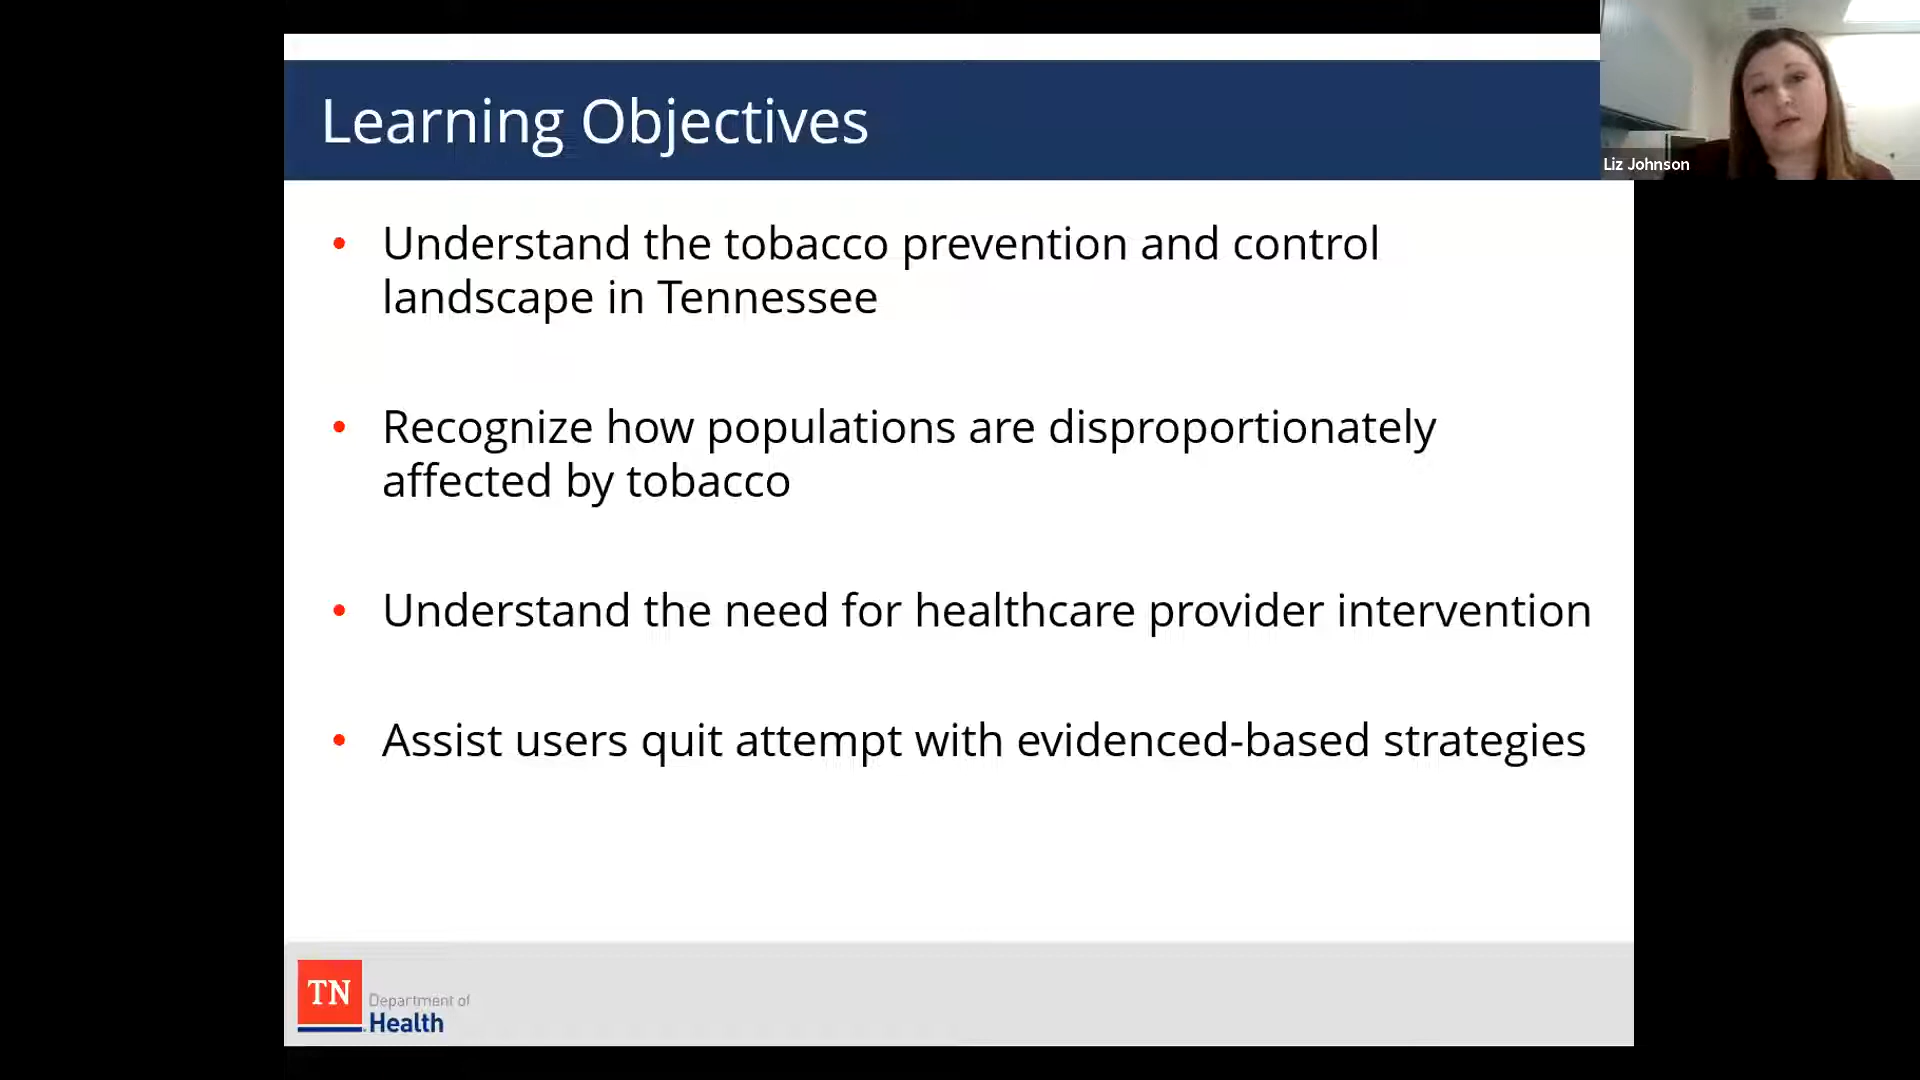 Learning Objectives
Liz Johnson
• Understand the tobacco prevention and control
landscape in Tennessee
• Recognize how populations are disproportionately
affected by tobacco
• Understand the need for healthcare provider intervention
• Assist users quit attempt with evidenced-based strategies
TN
Department of
Health